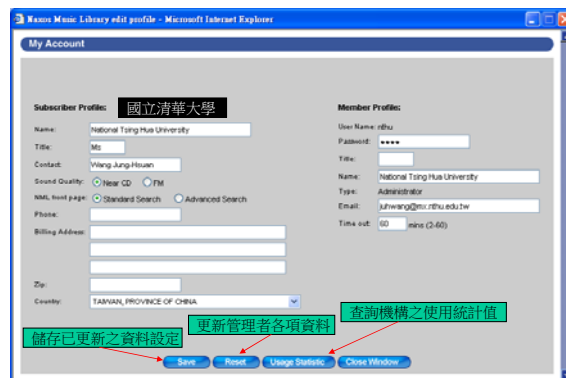 Naxos Music Library edit profile - Microsoft Internet Explorer
My Account
Subscriber Profile:
國立清華大學
Name: National Tsing Hua University
Title: Ms
Contact: Wang Jung-Hsuan
Sound Quality: Near CD FM
NML front page: Standard Search Advanced Search
Phone:
Billing Address:
Zip:
Country: TAIWAN, PROVINCE OF CHINA
Member Profile:
User Name: nthu
Password: ••••
Title:
Name: National Tsing Hua University
Type: Administrator
Email: juhwang@mx.nthu.edu.tw
Time out: 60 mins (2-60)
儲存已更新之資料設定
更新管理者各項資料
查詢機構之使用統計值
Save Reset Usage Statistic Close Window